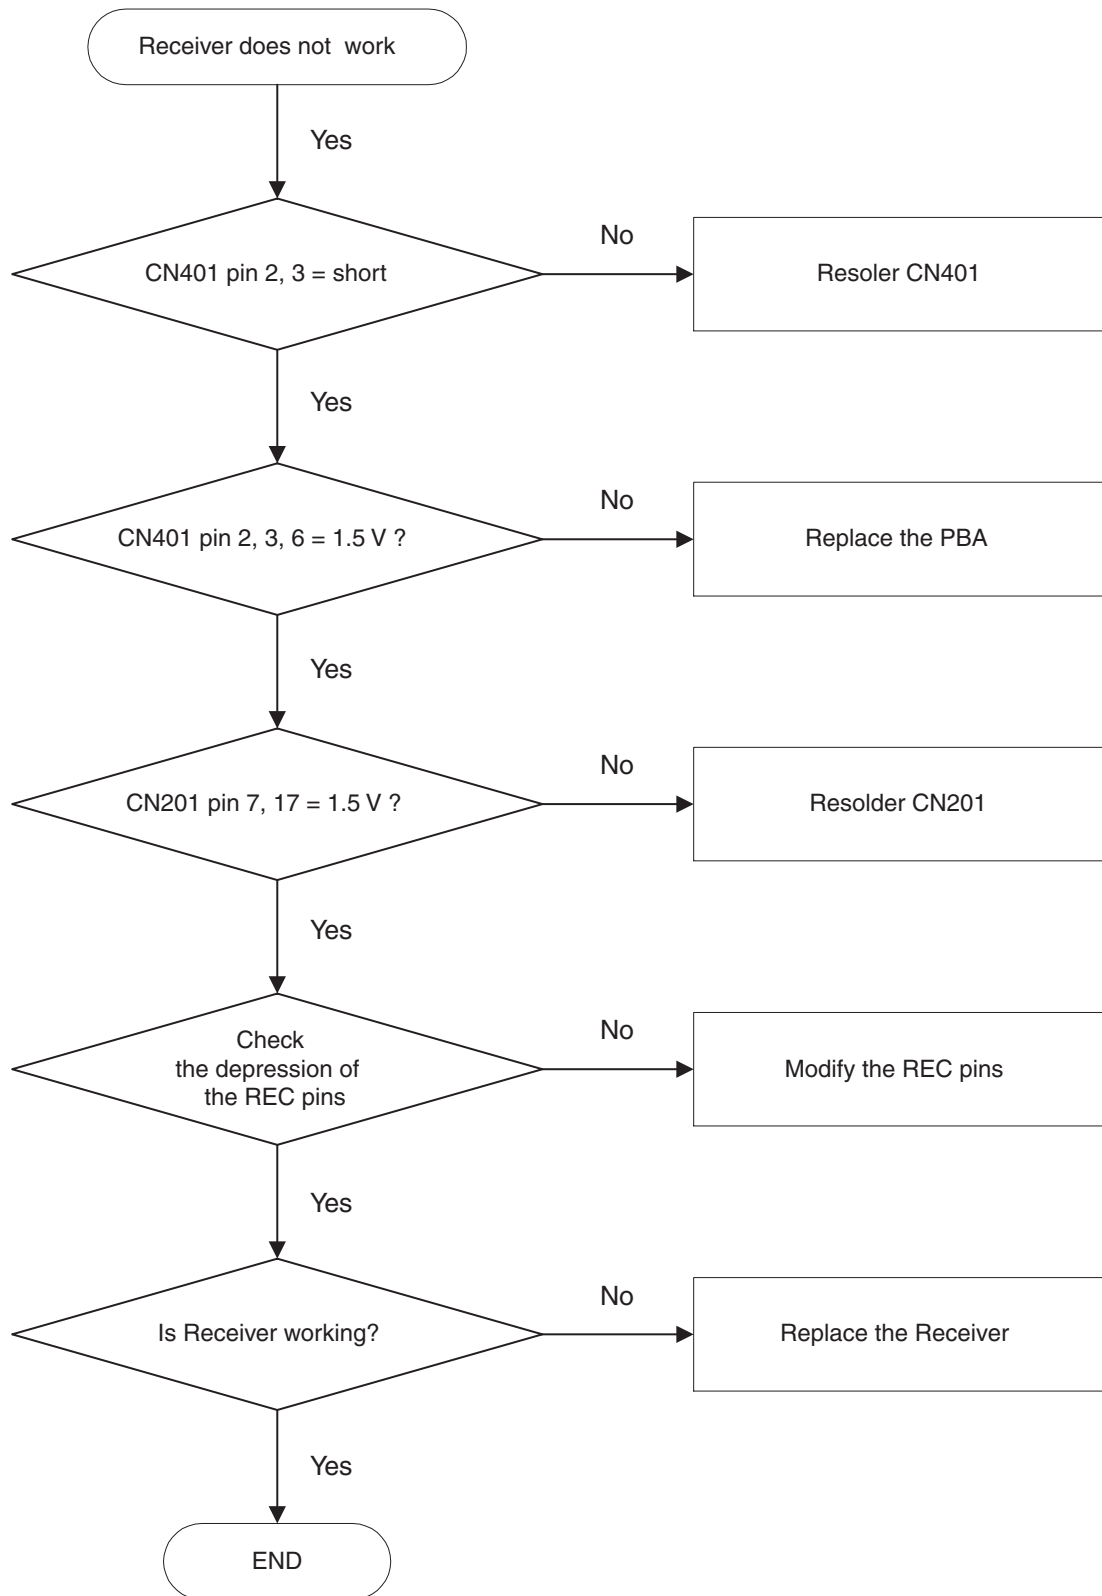 Receiver does not work
Yes
CN401 pin 2, 3 = short
No
Resoler CN401
Yes
CN401 pin 2, 3, 6 = 1.5 V ?
No
Replace the PBA
Yes
CN201 pin 7, 17 = 1.5 V ?
No
Resolder CN201
Yes
Check
the depression of
the REC pins
No
Modify the REC pins
Yes
Is Receiver working?
No
Replace the Receiver
Yes
END